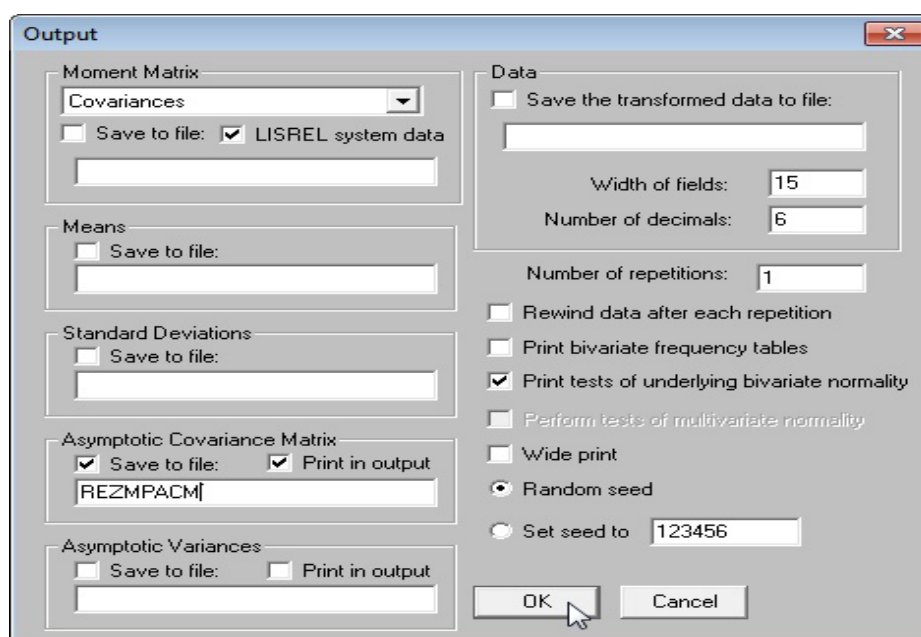 Output
Moment Matrix
Covariances
Save to file: LISREL system data
Means
Save to file:
Standard Deviations
Save to file:
Asymptotic Covariance Matrix
Save to file: Print in output
REZMPACM
Asymptotic Variances
Save to file: Print in output
Data
Save the transformed data to file:
Width of fields: 15
Number of decimals: 6
Number of repetitions: 1
Rewind data after each repetition
Print bivariate frequency tables
Print tests of underlying bivariate normality
Perform tests of multivariate normality
Wide print
Random seed
Set seed to 123456
OK Cancel